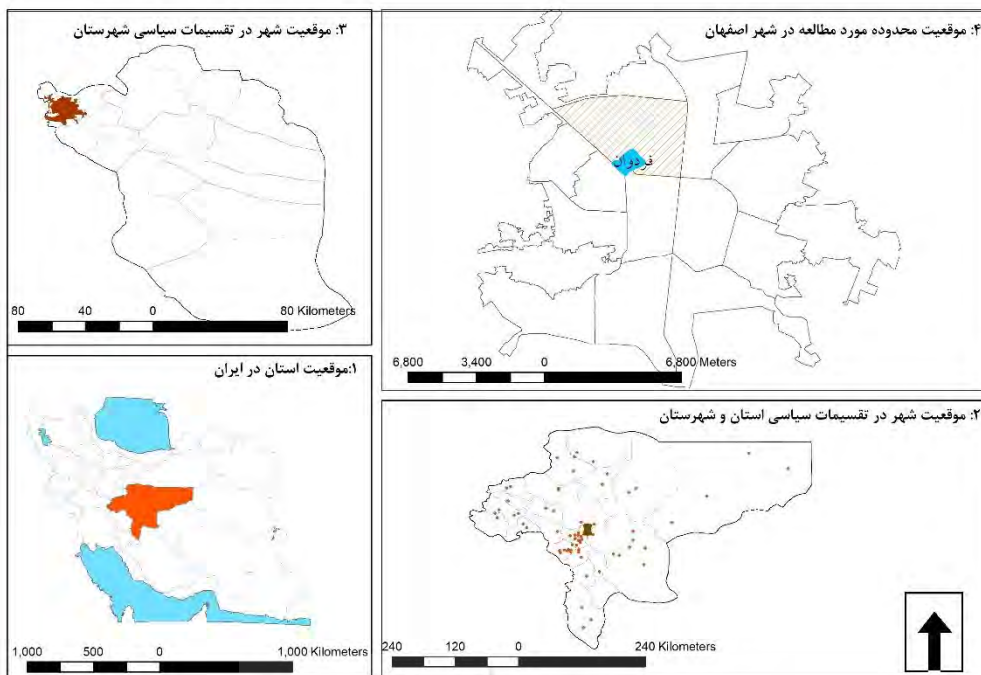 ۳: موقعیت شهر در تقسیمات سیاسی شهرستان
80 40 0 80 Kilometers
۴: موقعیت محدوده مورد مطالعه در شهر اصفهان
فردوان
6,800 3,400 0 6,800 Meters
۱:موقعیت استان در ایران
1,000 500 0 1,000 Kilometers
۲: موقعیت شهر در تقسیمات سیاسی استان و شهرستان
240 120 0 240 Kilometers